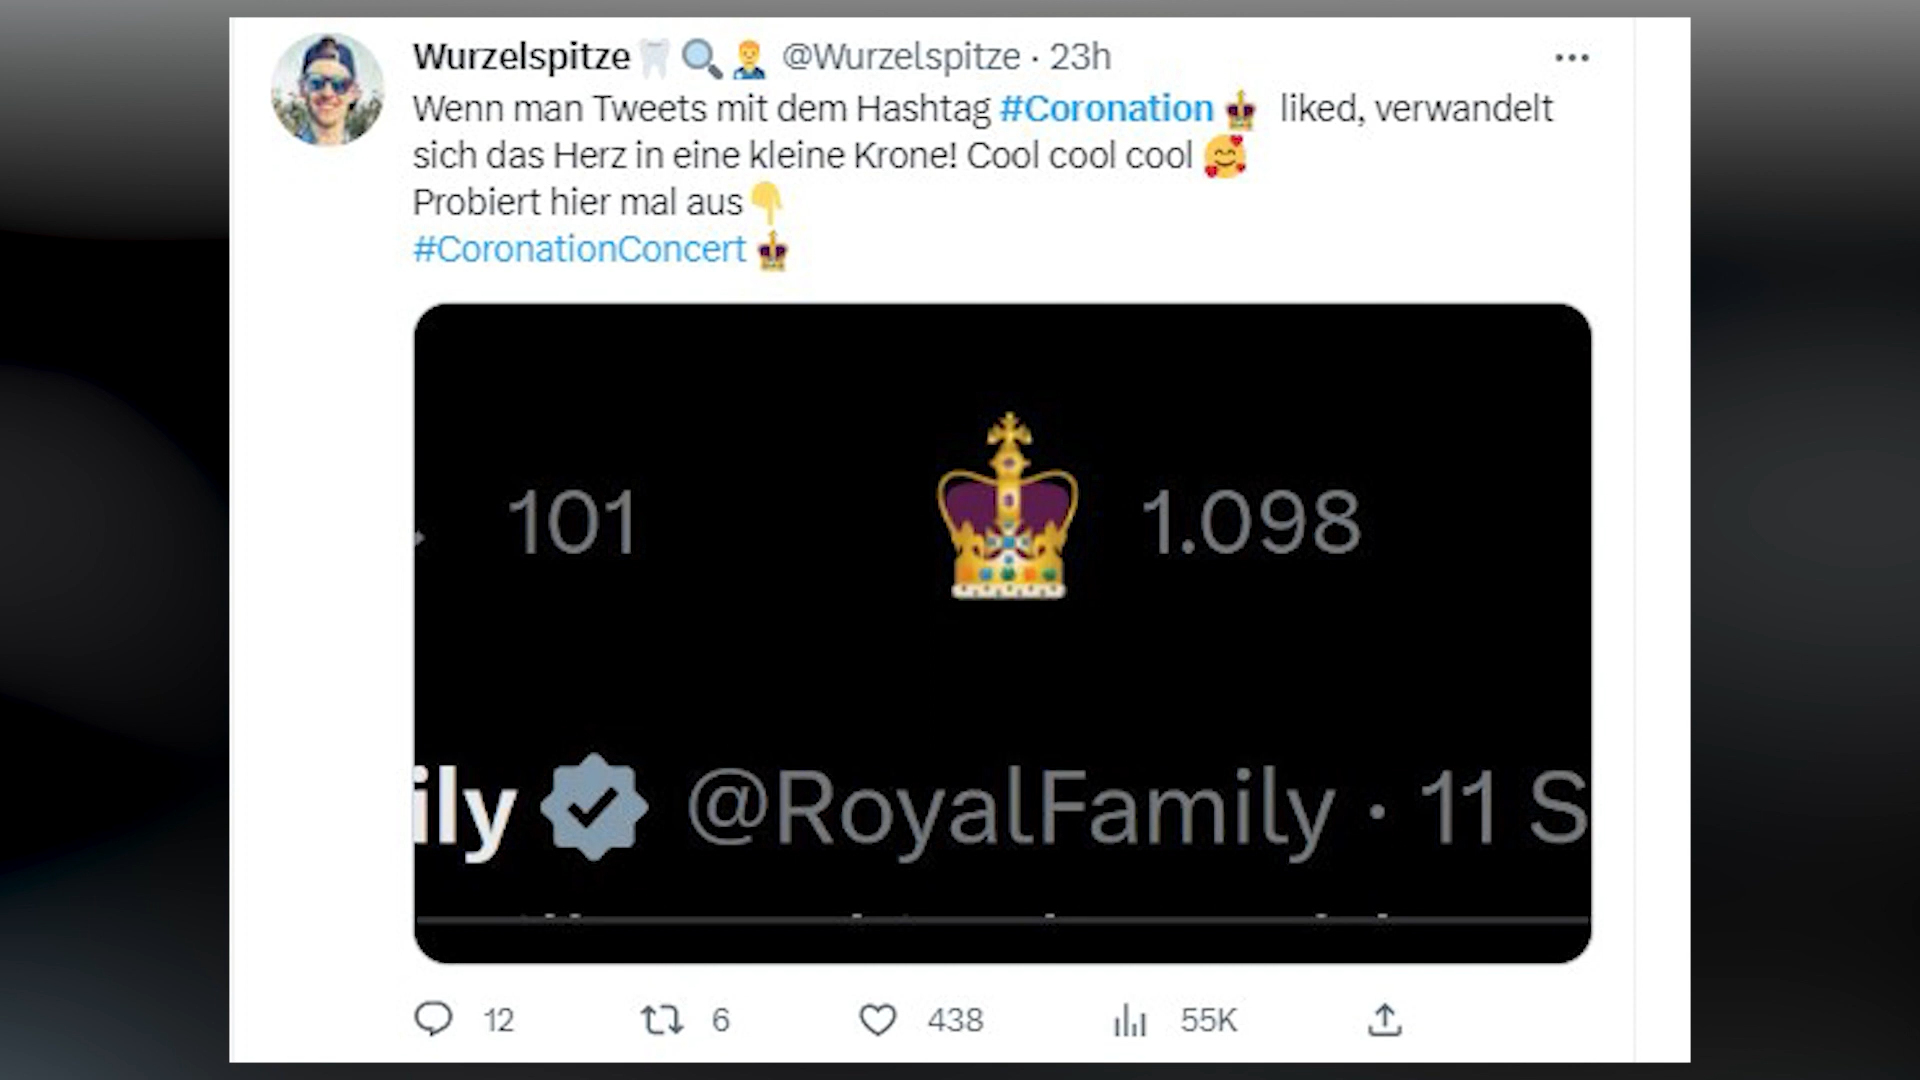 Wurzelspitze🦷🔍👨‍⚕️ @Wurzelspitze · 23h
Wenn man Tweets mit dem Hashtag #Coronation liked, verwandelt
sich das Herz in eine kleine Krone! Cool cool cool 🥰
Probiert hier mal aus👇
#CoronationConcert
101 1.098
ily @RoyalFamily · 11 S
12 6 438 55K